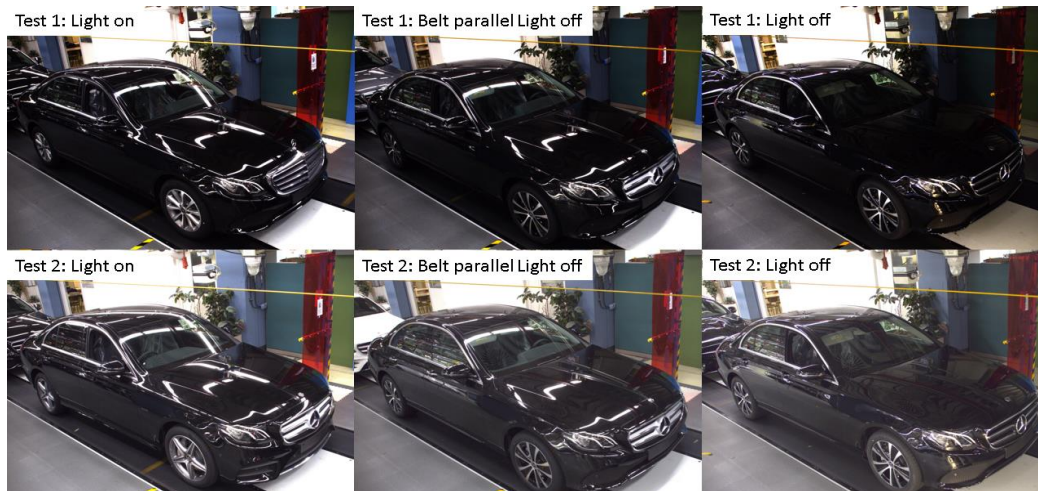 Test 1: Light on
Test 1: Belt parallel Light off
Test 1: Light off
Test 2: Light on
Test 2: Belt parallel Light off
Test 2: Light off